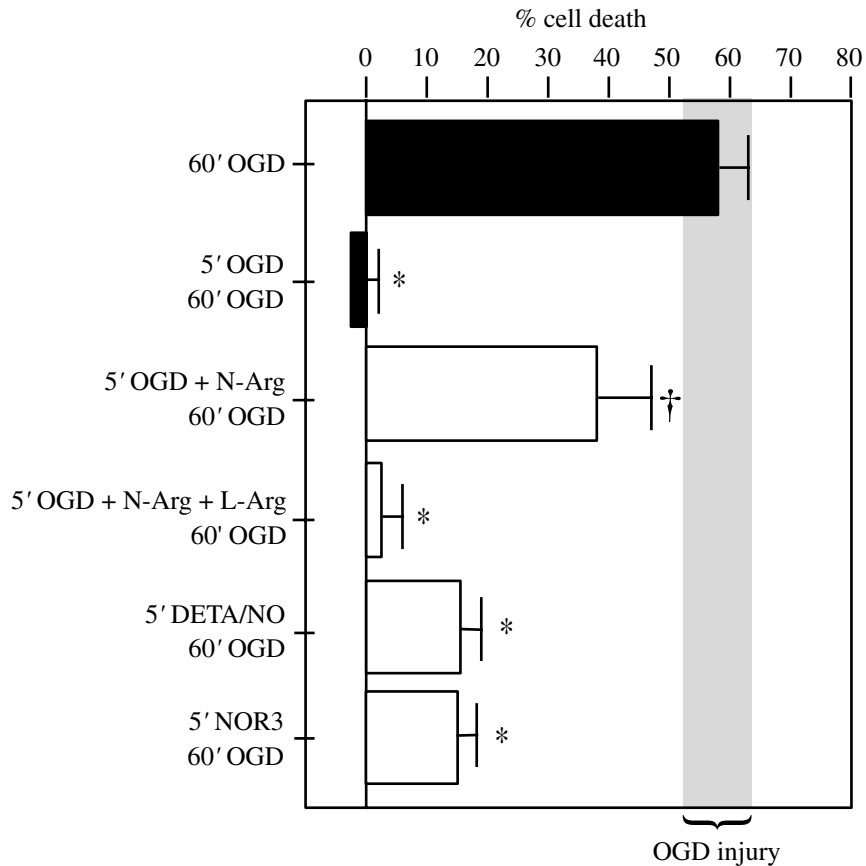 % cell death
0 10 20 30 40 50 60 70 80
60′ OGD
5′ OGD
60′ OGD
*
5′ OGD + N-Arg
60′ OGD
†
5′ OGD + N-Arg + L-Arg
60' OGD
*
5′ DETA/NO
60′ OGD
*
5′ NOR3
60′ OGD
*
OGD injury